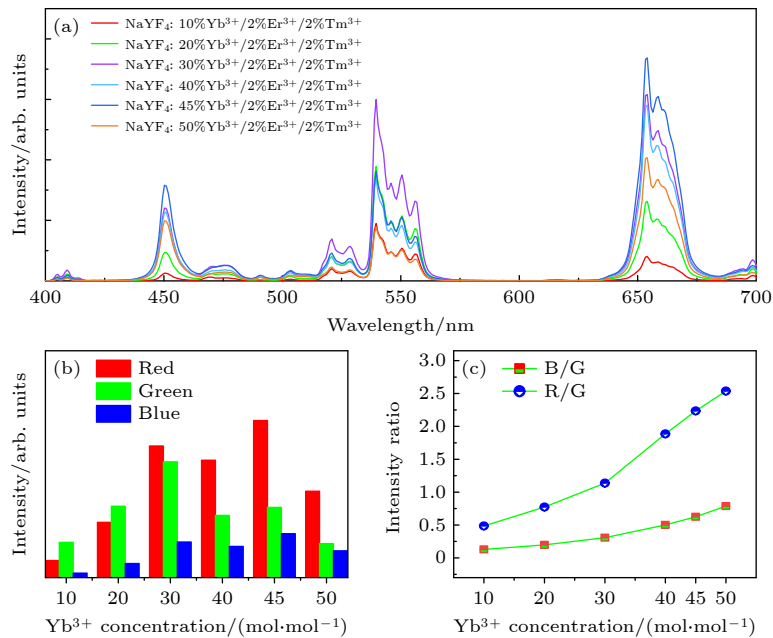 (a)
NaYF₄: 10%Yb³⁺/2%Er³⁺/2%Tm³⁺
NaYF₄: 20%Yb³⁺/2%Er³⁺/2%Tm³⁺
NaYF₄: 30%Yb³⁺/2%Er³⁺/2%Tm³⁺
NaYF₄: 40%Yb³⁺/2%Er³⁺/2%Tm³⁺
NaYF₄: 45%Yb³⁺/2%Er³⁺/2%Tm³⁺
NaYF₄: 50%Yb³⁺/2%Er³⁺/2%Tm³⁺
Intensity/arb. units
400 450 500 550 600 650 700
Wavelength/nm
(b)
Red
Green
Blue
Intensity/arb. units
10 20 30 40 45 50
Yb³⁺ concentration/(mol·mol⁻¹)
(c)
B/G
R/G
Intensity ratio
3.0
2.5
2.0
1.5
1.0
0.5
0
10 20 30 40 45 50
Yb³⁺ concentration/(mol·mol⁻¹)